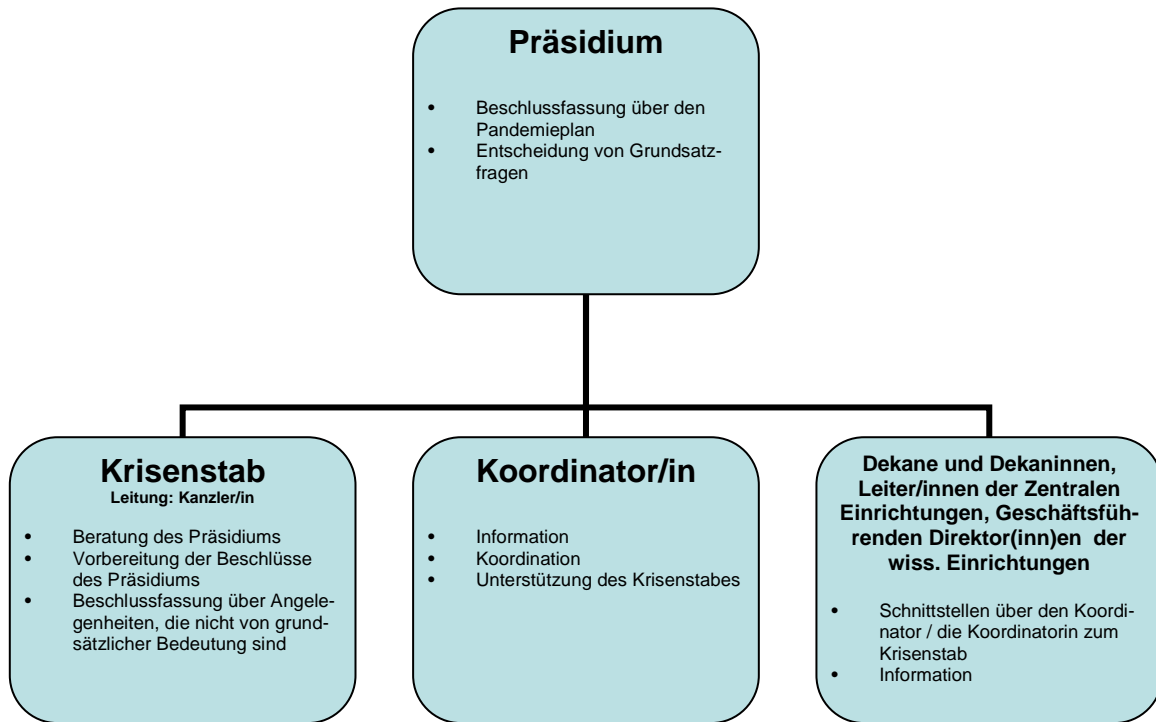 Präsidium
• Beschlussfassung über den
Pandemieplan
• Entscheidung von Grundsatz-
fragen
Krisenstab
Leitung: Kanzler/in
• Beratung des Präsidiums
• Vorbereitung der Beschlüsse
des Präsidiums
• Beschlussfassung über Angele-
genheiten, die nicht von grund-
sätzlicher Bedeutung sind
Koordinator/in
• Information
• Koordination
• Unterstützung des Krisenstabes
Dekane und Dekaninnen,
Leiter/innen der Zentralen
Einrichtungen, Geschäftsfüh-
renden Direktor(inn)en der
wiss. Einrichtungen
• Schnittstellen über den Koordi-
nator / die Koordinatorin zum
Krisenstab
• Information